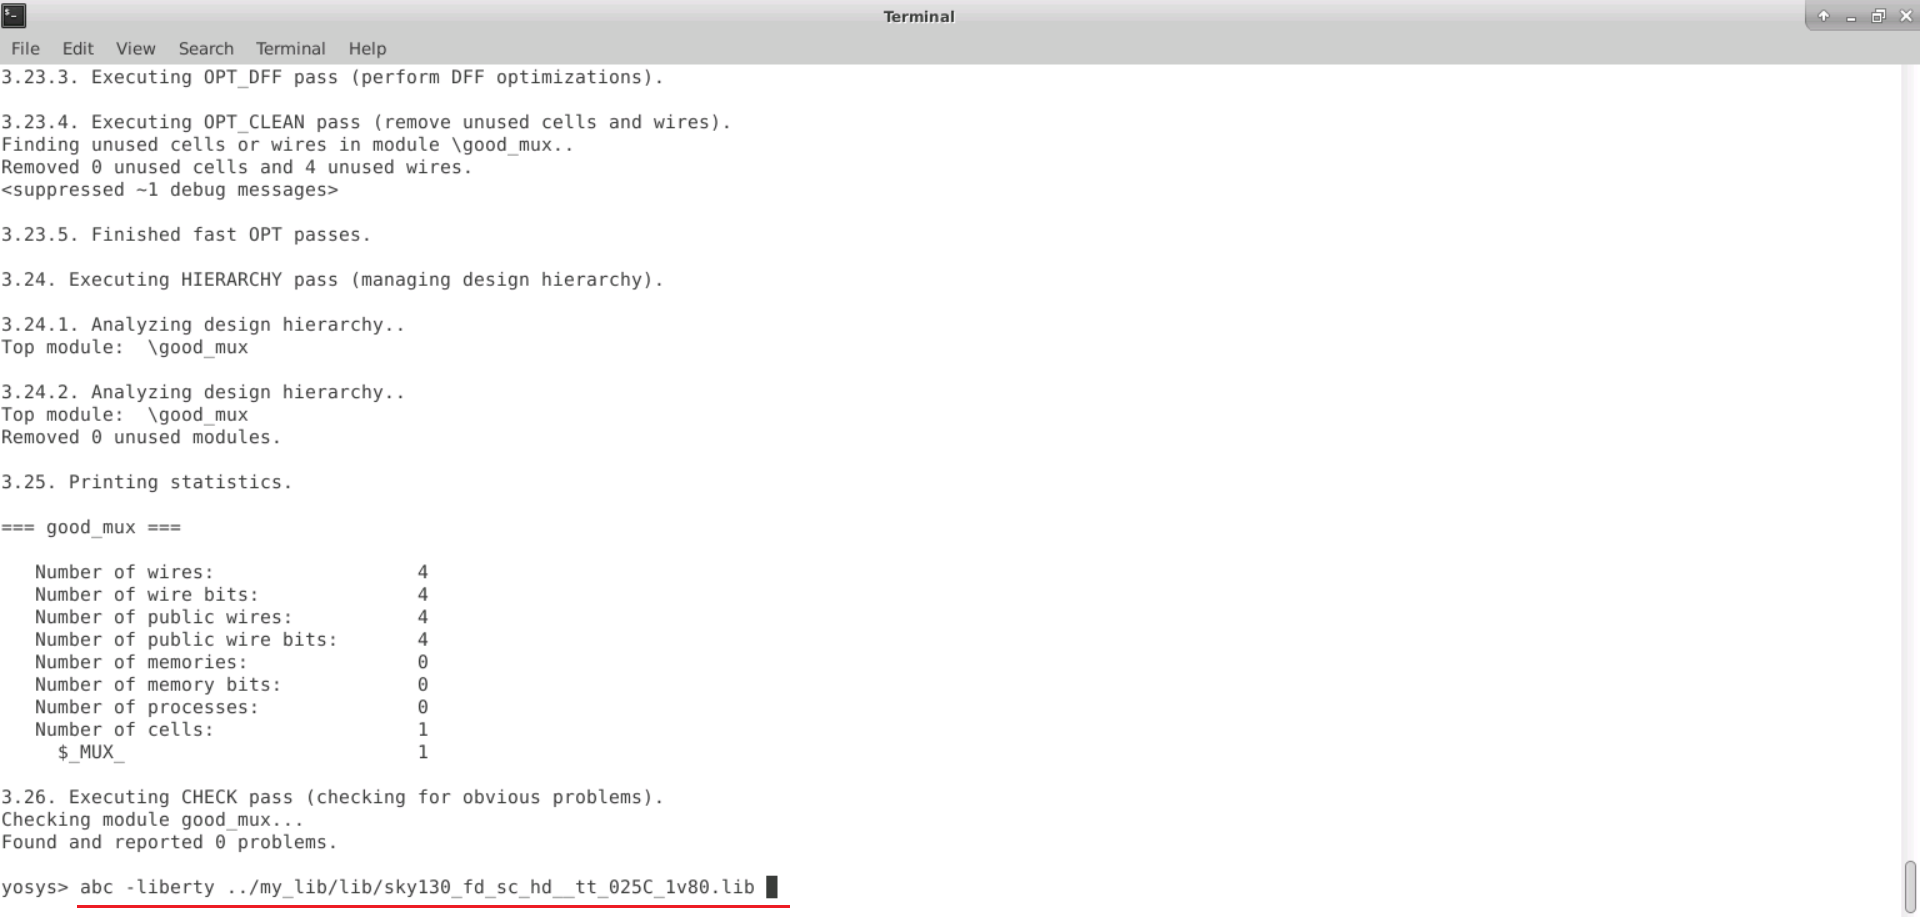 Terminal
File Edit View Search Terminal Help
3.23.3. Executing OPT_DFF pass (perform DFF optimizations).
3.23.4. Executing OPT_CLEAN pass (remove unused cells and wires).
Finding unused cells or wires in module \good_mux..
Removed 0 unused cells and 4 unused wires.
<suppressed ~1 debug messages>
3.23.5. Finished fast OPT passes.
3.24. Executing HIERARCHY pass (managing design hierarchy).
3.24.1. Analyzing design hierarchy..
Top module:  \good_mux
3.24.2. Analyzing design hierarchy..
Top module:  \good_mux
Removed 0 unused modules.
3.25. Printing statistics.
=== good_mux ===
Number of wires: 4
Number of wire bits: 4
Number of public wires: 4
Number of public wire bits: 4
Number of memories: 0
Number of memory bits: 0
Number of processes: 0
Number of cells: 1
$_MUX_ 1
3.26. Executing CHECK pass (checking for obvious problems).
Checking module good_mux...
Found and reported 0 problems.
yosys> abc -liberty ../my_lib/lib/sky130_fd_sc_hd__tt_025C_1v80.lib